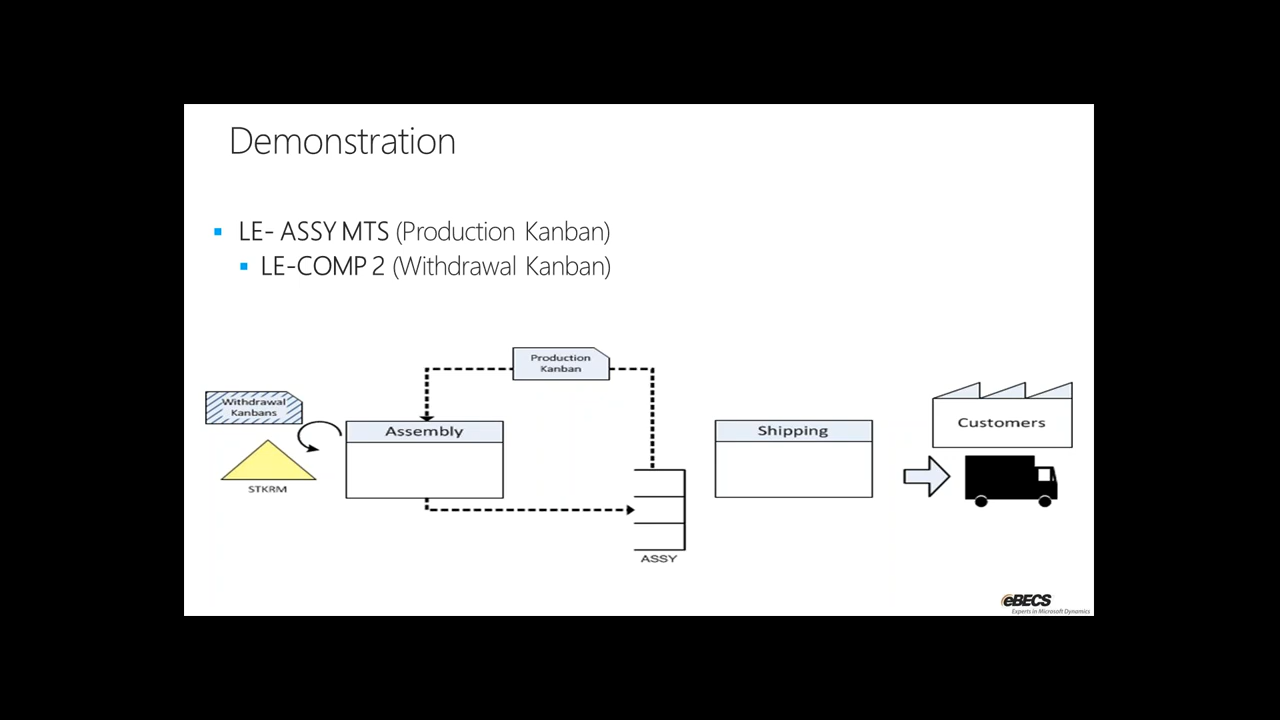 Demonstration
LE- ASSY MTS (Production Kanban)
LE-COMP 2 (Withdrawal Kanban)
Production
Kanban
Withdrawal
Kanbans
Assembly
Shipping
Customers
STKRM
ASSY
eBECS
Experts in Microsoft Dynamics